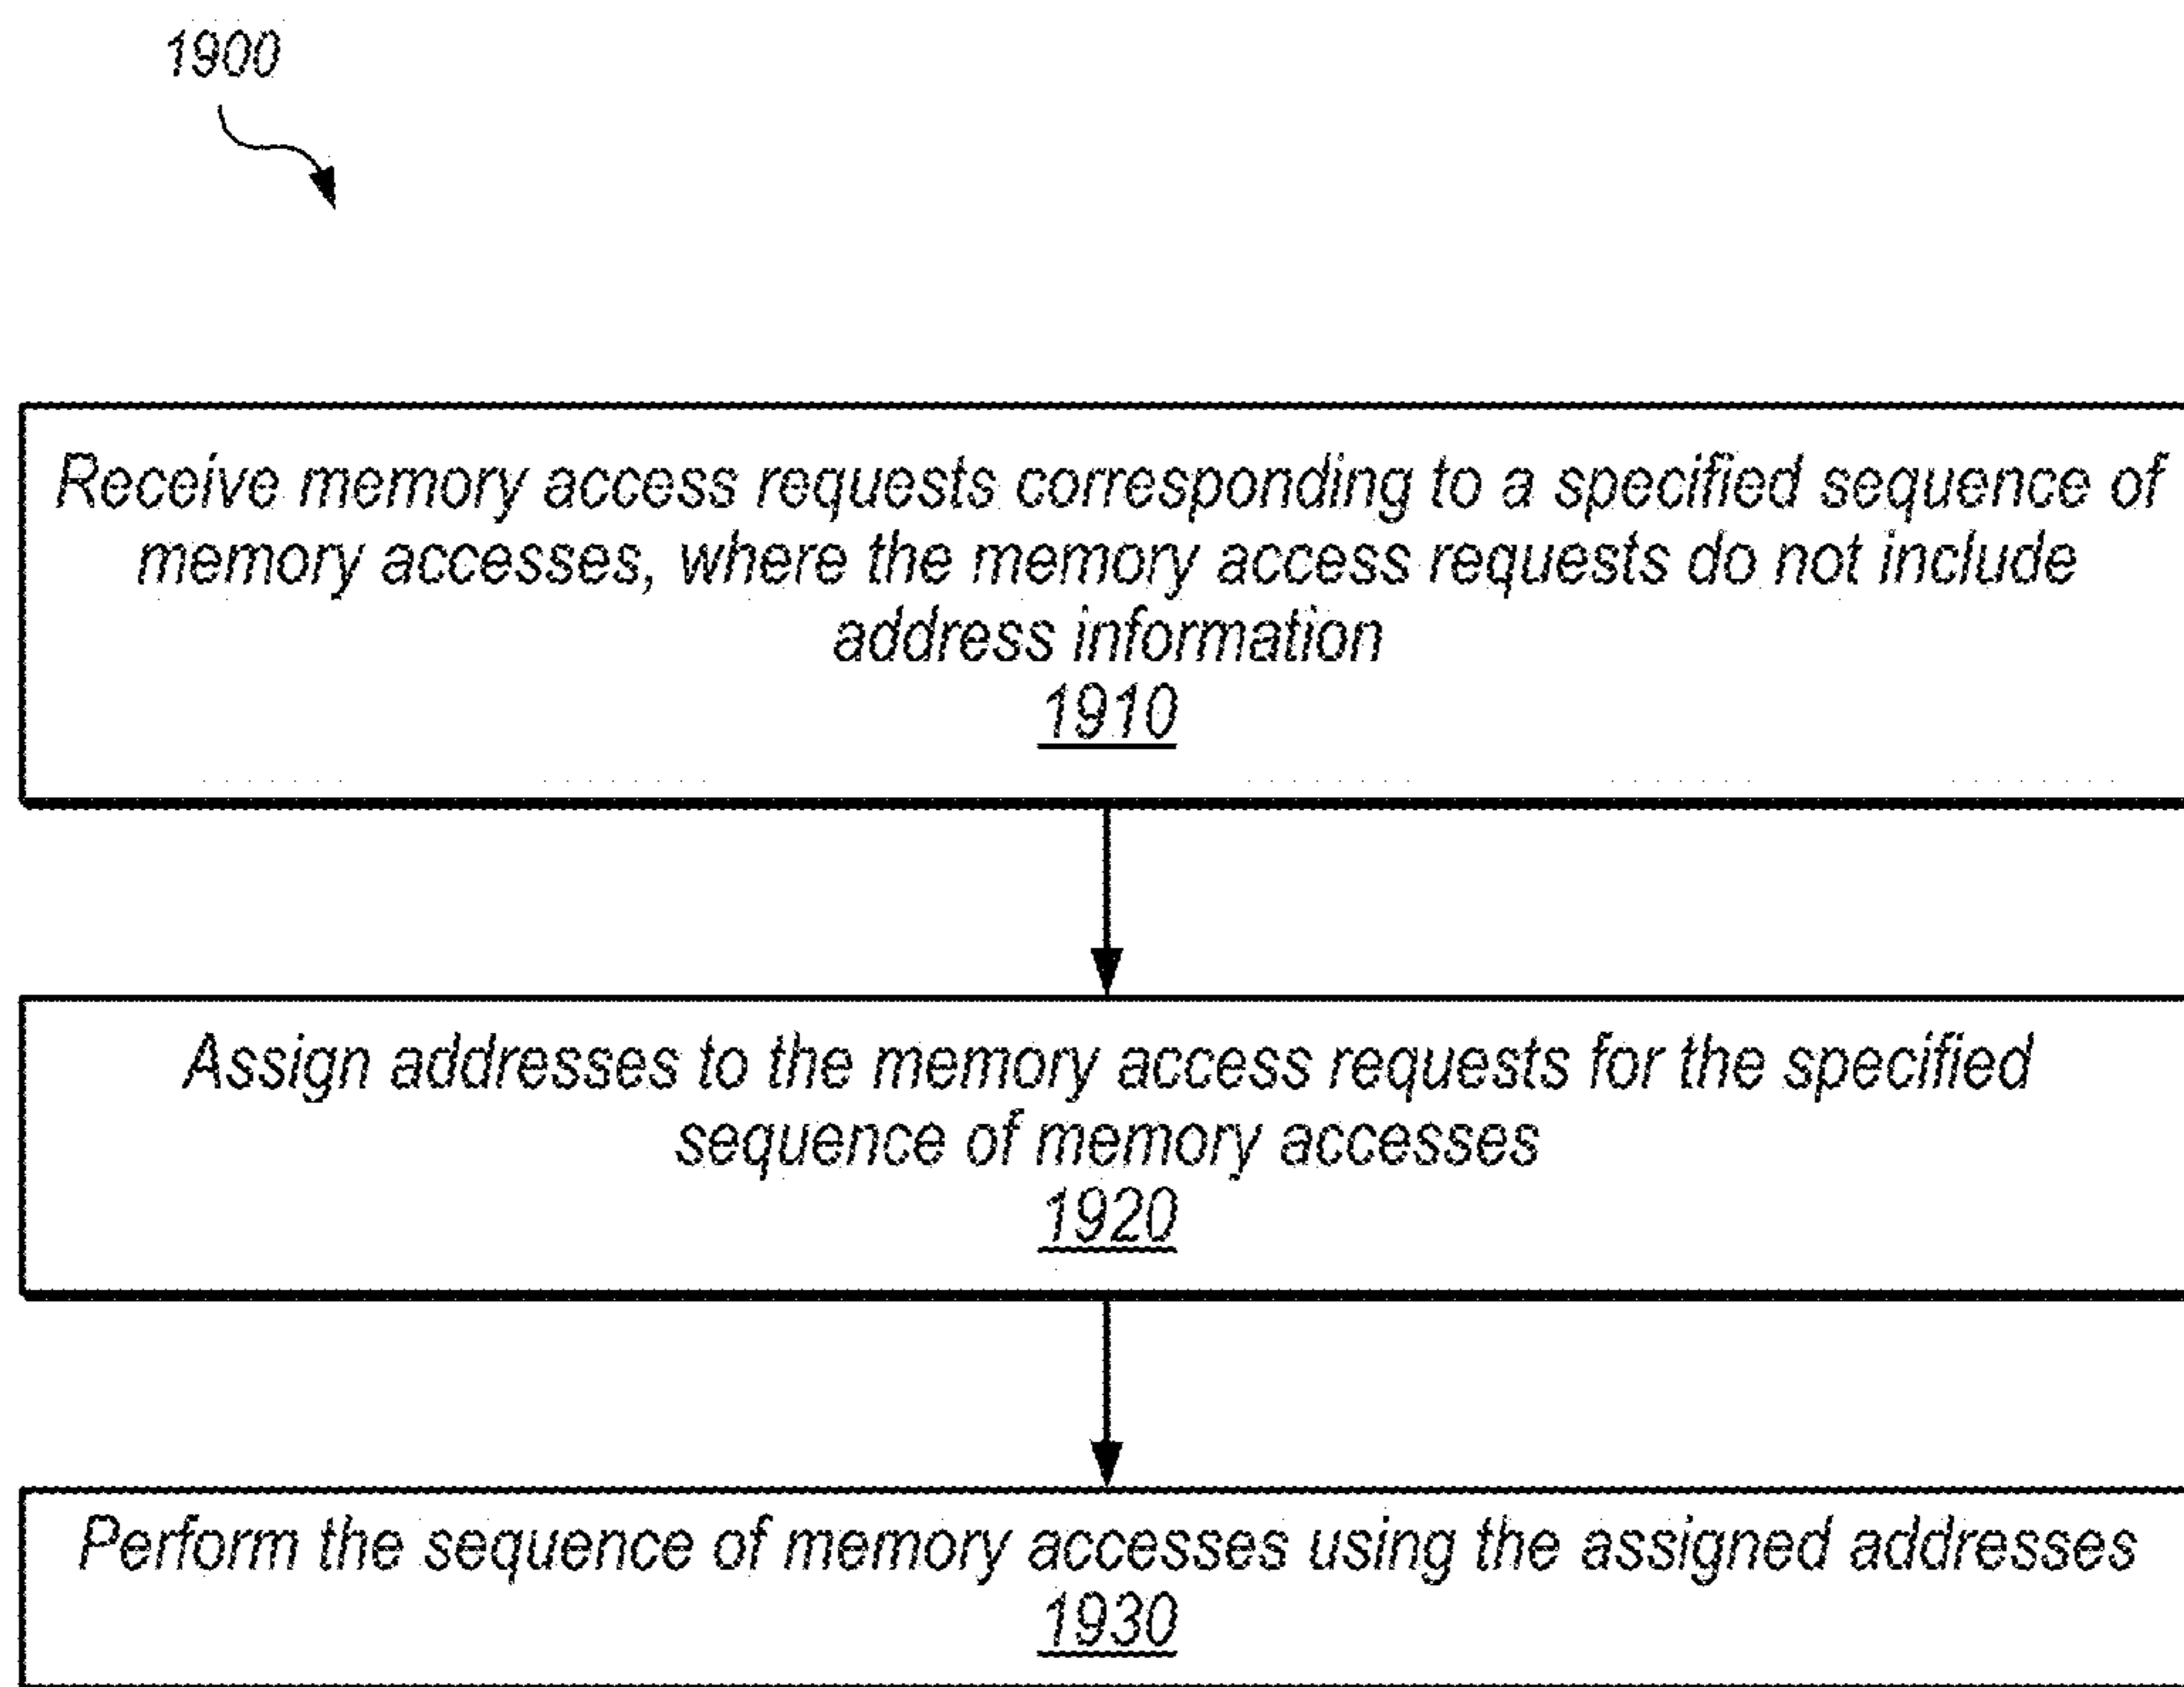 1900
Receive memory access requests corresponding to a specified sequence of
memory accesses, where the memory access requests do not include
address information
1910
Assign addresses to the memory access requests for the specified
sequence of memory accesses
1920
Perform the sequence of memory accesses using the assigned addresses
1930